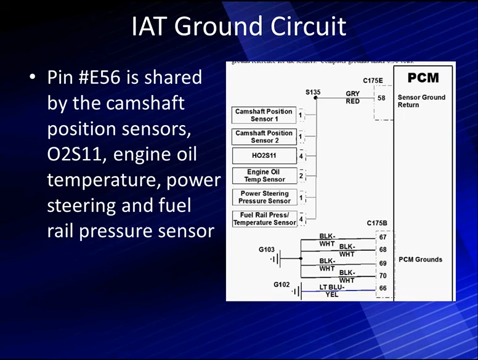 IAT Ground Circuit
• Pin #E56 is shared
by the camshaft
position sensors,
O2S11, engine oil
temperature, power
steering and fuel
rail pressure sensor
C175E
PCM
S135
GRY
RED
58
Sensor Ground
Return
Camshaft Position
Sensor 1
1
Camshaft Position
Sensor 2
1
HO2S11
4
Engine Oil
Temp Sensor
2
Power Steering
Pressure Sensor
1
Fuel Rail Press/
Temperature Sensor
4
C175B
G103
BLK-
WHT
67
BLK-
WHT
68
BLK-
WHT
69
BLK-
WHT
70
PCM Grounds
G102
LT BLU-
YEL
66